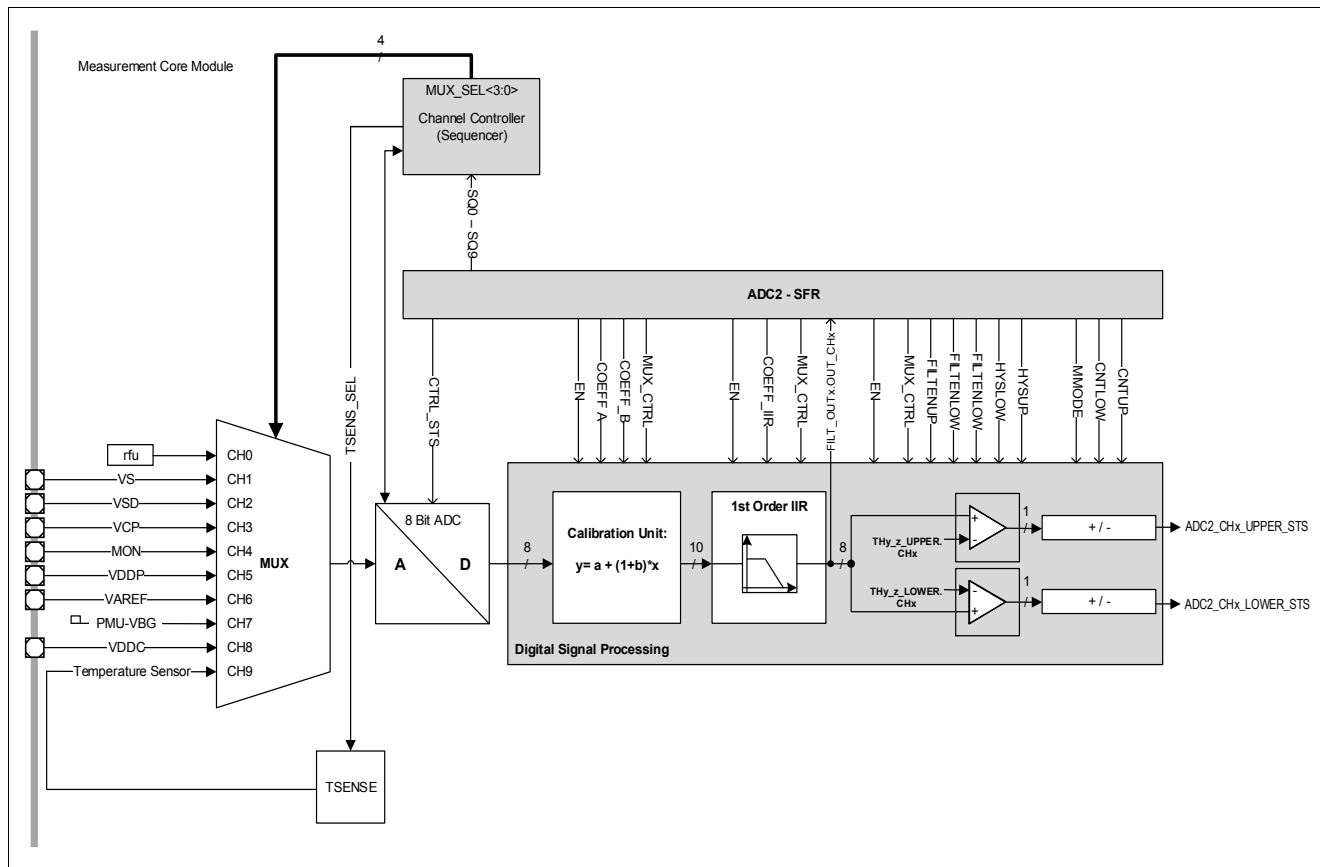 4
Measurement Core Module
MUX_SEL<3:0>
Channel Controller
(Sequencer)
SQ0 – SQ9
ADC2 - SFR
TSENS_SEL
CTRL_STS
EN
COEFF A
COEFF_B
MUX_CTRL
EN
COEFF_IIR
MUX_CTRL
FILT_OUTx.OUT_CHx
EN
MUX_CTRL
FILTENUP
FILTENLOW
FILTENLOW
HYSLOW
HYSUP
MMODE
CNTLOW
CNTUP
rfu
CH0
VS
CH1
VSD
CH2
VCP
CH3
MON
CH4
VDDP
CH5
VAREF
CH6
PMU-VBG
CH7
VDDC
CH8
Temperature Sensor
CH9
MUX
8 Bit ADC
A
D
8
Calibration Unit:
y= a + (1+b)*x
10
1st Order IIR
8
THy_z_UPPER.
CHx
+
-
1
+ / -
ADC2_CHx_UPPER_STS
THy_z_LOWER.
CHx
-
+
1
+ / -
ADC2_CHx_LOWER_STS
Digital Signal Processing
TSENSE